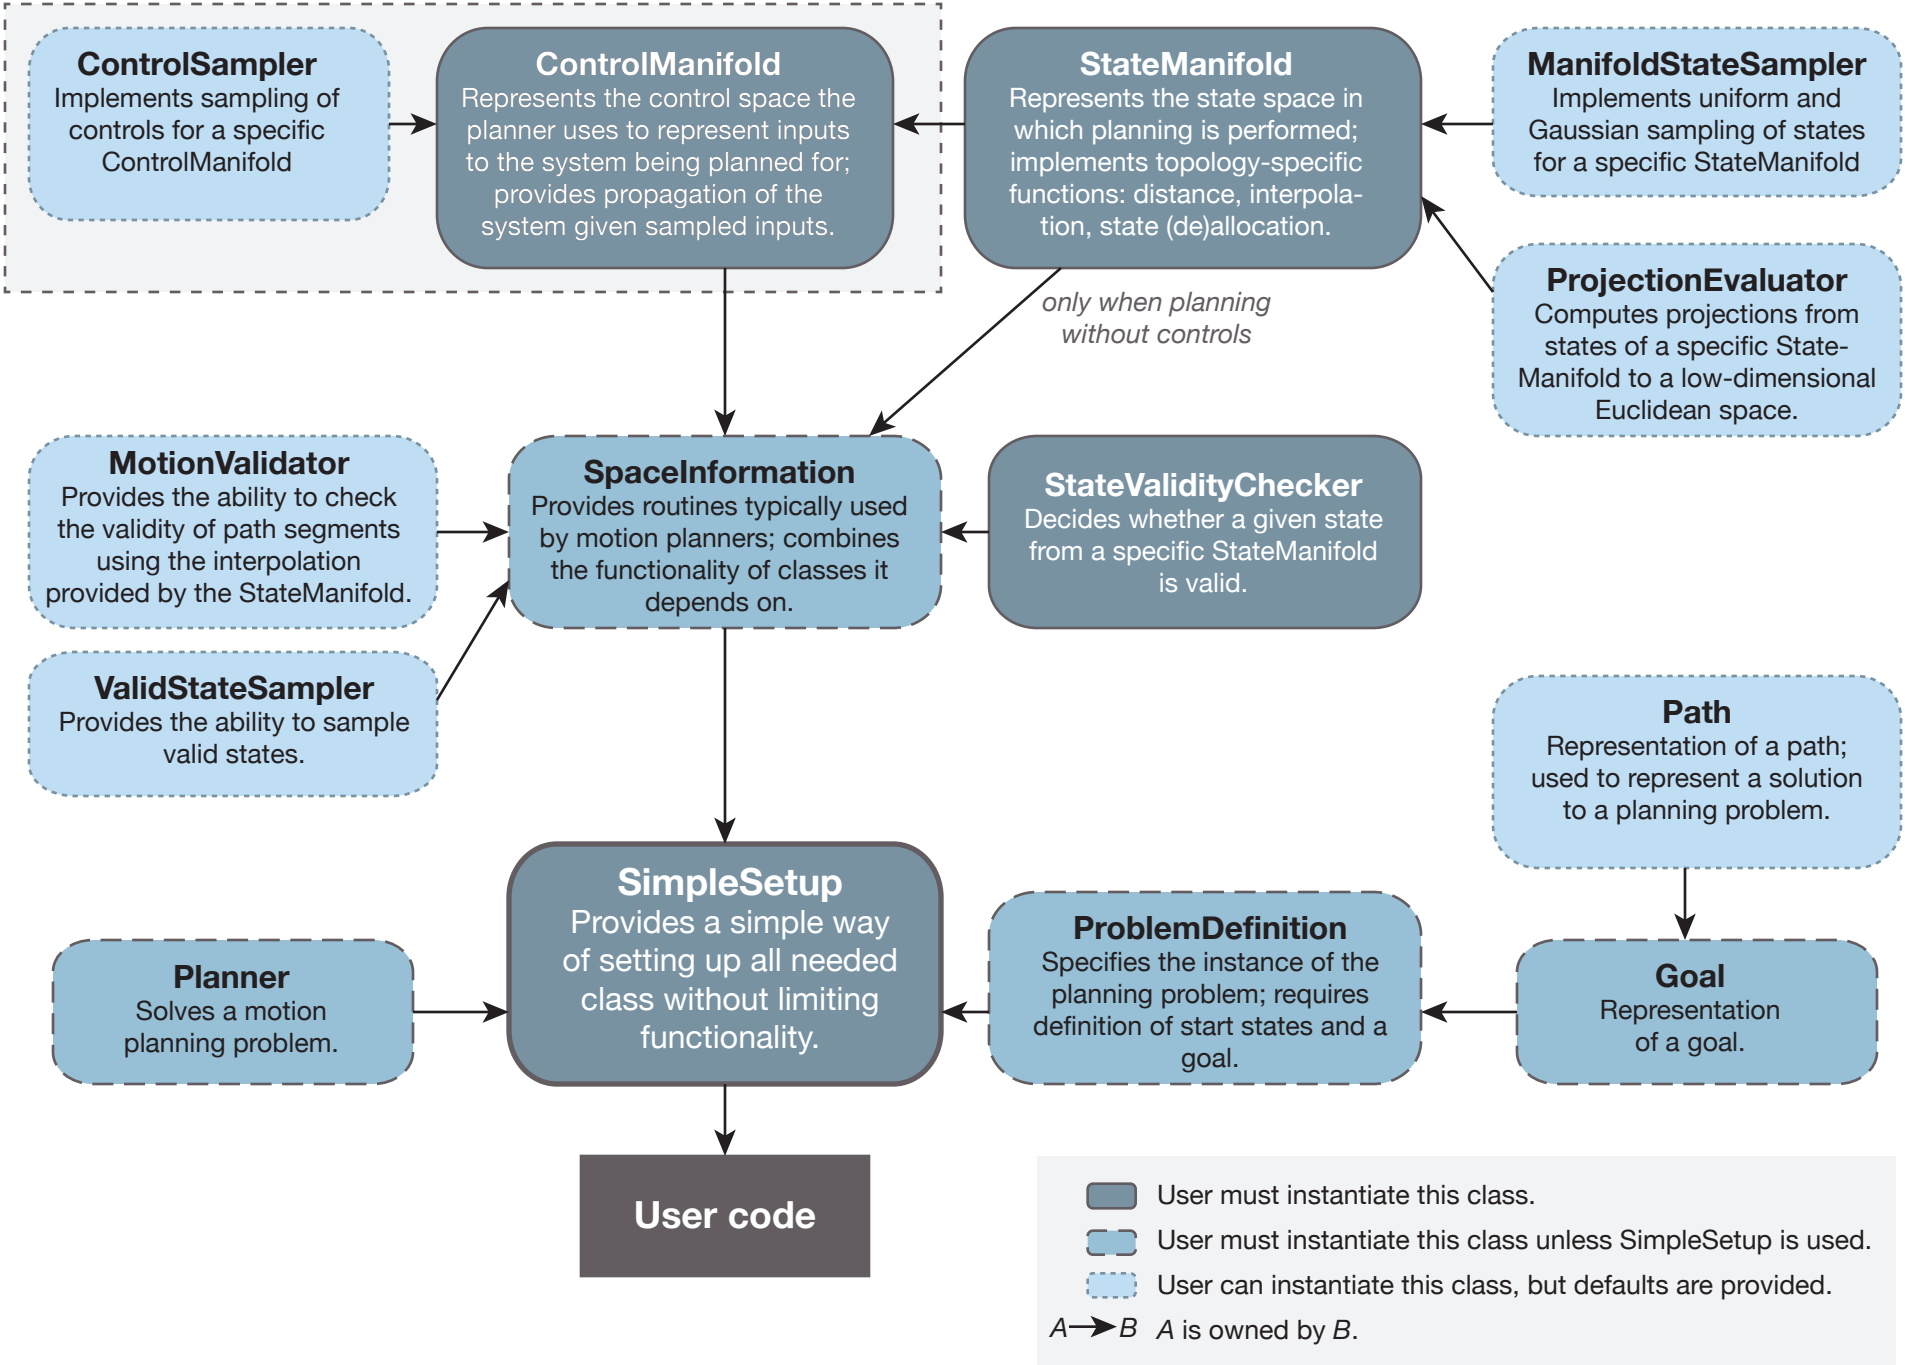 ControlSampler
Implements sampling of
controls for a specific
ControlManifold
ControlManifold
Represents the control space the
planner uses to represent inputs
to the system being planned for;
provides propagation of the
system given sampled inputs.
StateManifold
Represents the state space in
which planning is performed;
implements topology-specific
functions: distance, interpola-
tion, state (de)allocation.
ManifoldStateSampler
Implements uniform and
Gaussian sampling of states
for a specific StateManifold
only when planning
without controls
ProjectionEvaluator
Computes projections from
states of a specific State-
Manifold to a low-dimensional
Euclidean space.
MotionValidator
Provides the ability to check
the validity of path segments
using the interpolation
provided by the StateManifold.
SpaceInformation
Provides routines typically used
by motion planners; combines
the functionality of classes it
depends on.
StateValidityChecker
Decides whether a given state
from a specific StateManifold
is valid.
ValidStateSampler
Provides the ability to sample
valid states.
Path
Representation of a path;
used to represent a solution
to a planning problem.
SimpleSetup
Provides a simple way
of setting up all needed
class without limiting
functionality.
Planner
Solves a motion
planning problem.
ProblemDefinition
Specifies the instance of the
planning problem; requires
definition of start states and a
goal.
Goal
Representation
of a goal.
User code
User must instantiate this class.
User must instantiate this class unless SimpleSetup is used.
User can instantiate this class, but defaults are provided.
A B A is owned by B.